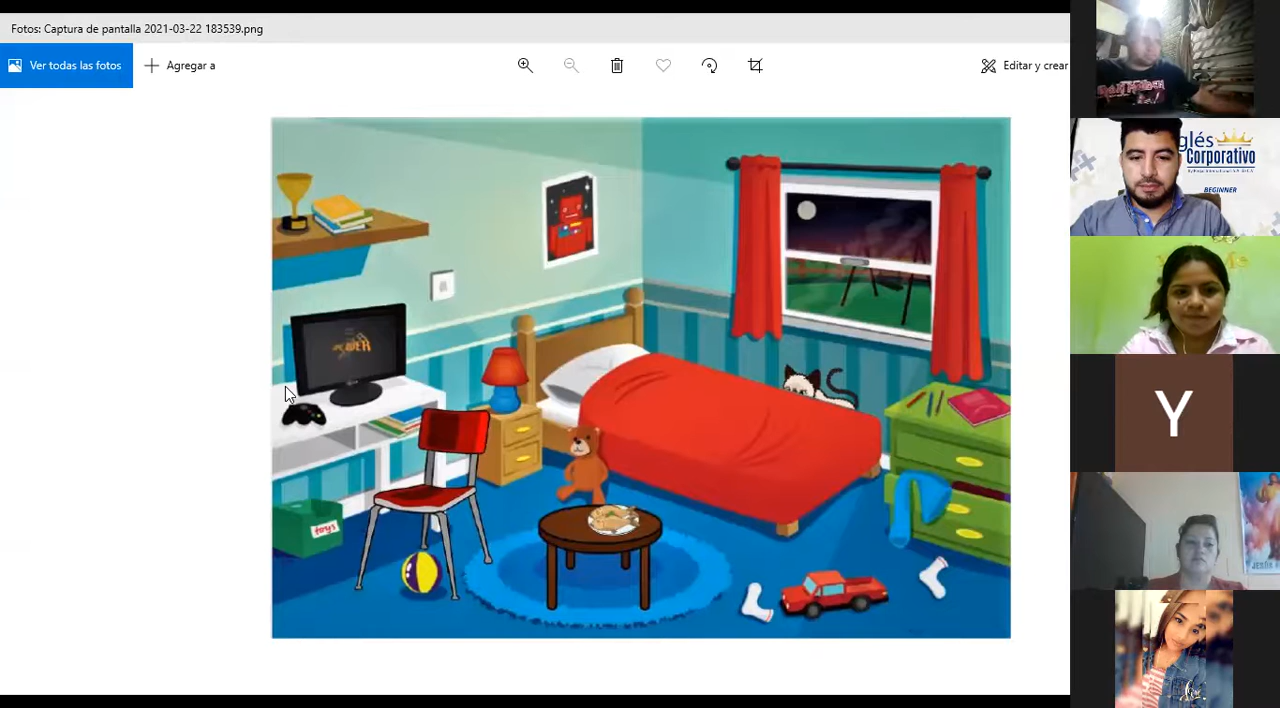 Fotos: Captura de pantalla 2021-03-22 183539.png
Ver todas las fotos
Agregar a
Editar y crear
toys
glés
Corporativo
BEGINNER
Y